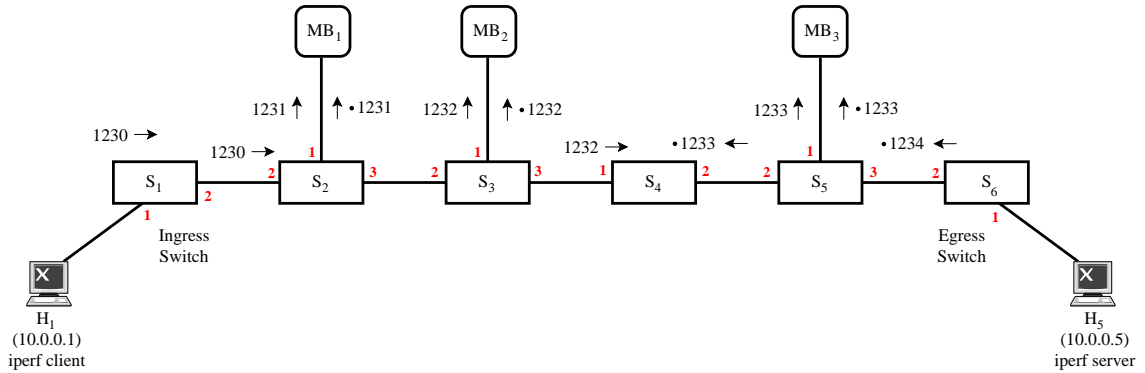 MB1
MB2
MB3
1231
•1231
1232
•1232
1233
•1233
1230
1230
1232
•1233
•1234
1
1
1
S1
2
2
S2
3
2
S3
3
1
S4
2
2
S5
3
2
S6
1
1
Ingress
Switch
Egress
Switch
X
X
H1
(10.0.0.1)
iperf client
H5
(10.0.0.5)
iperf server